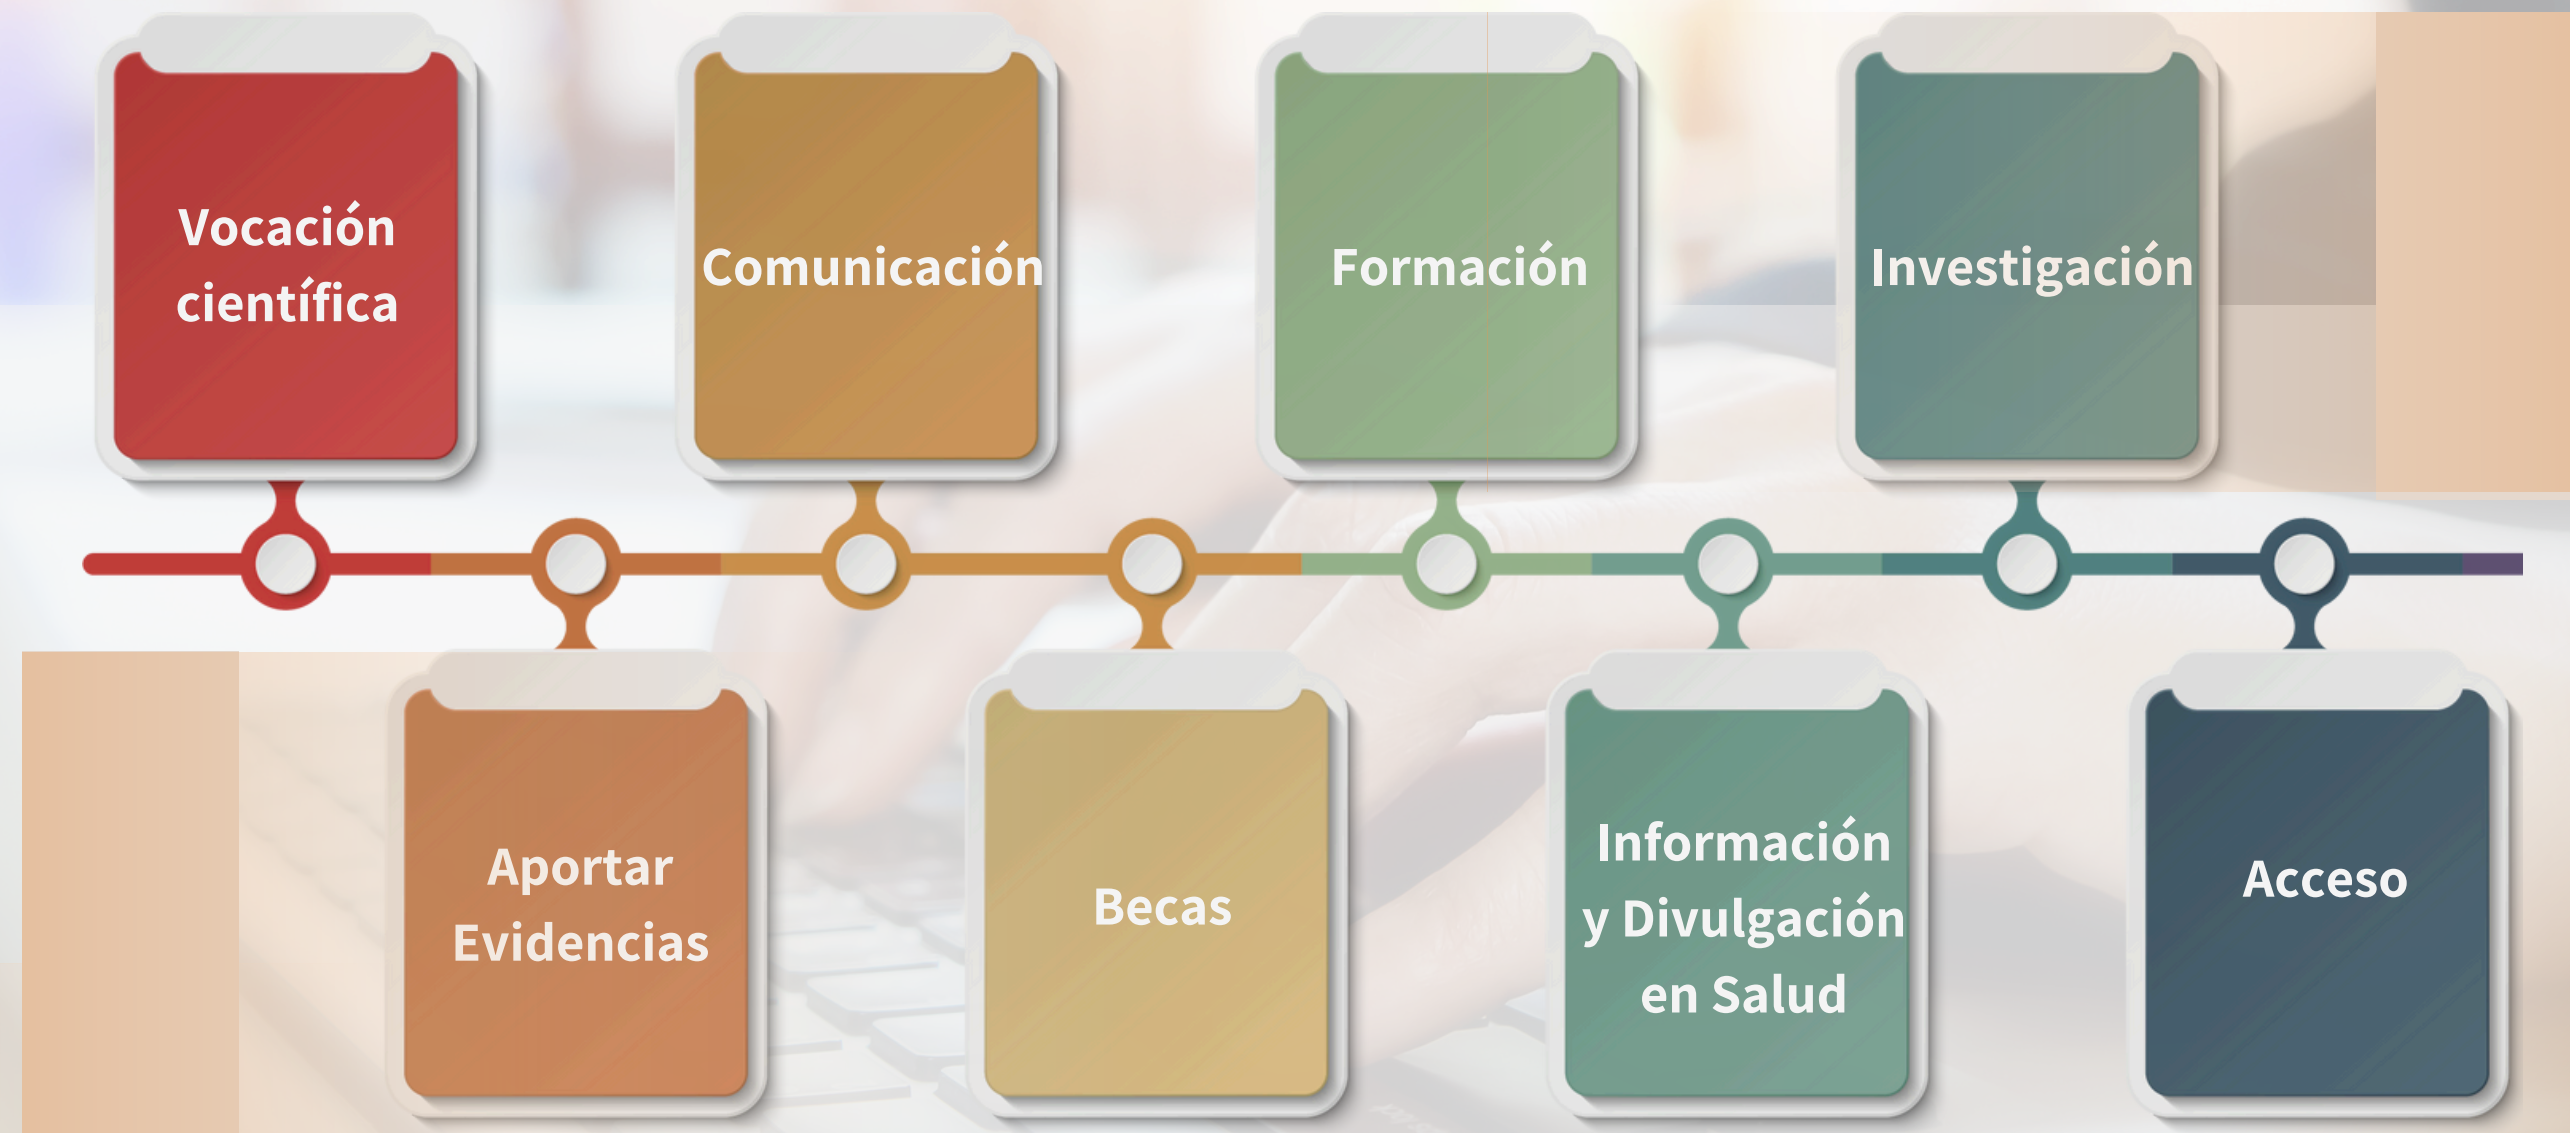 Vocación
científica
Comunicación
Formación
Investigación
Aportar
Evidencias
Becas
Información
y Divulgación
en Salud
Acceso